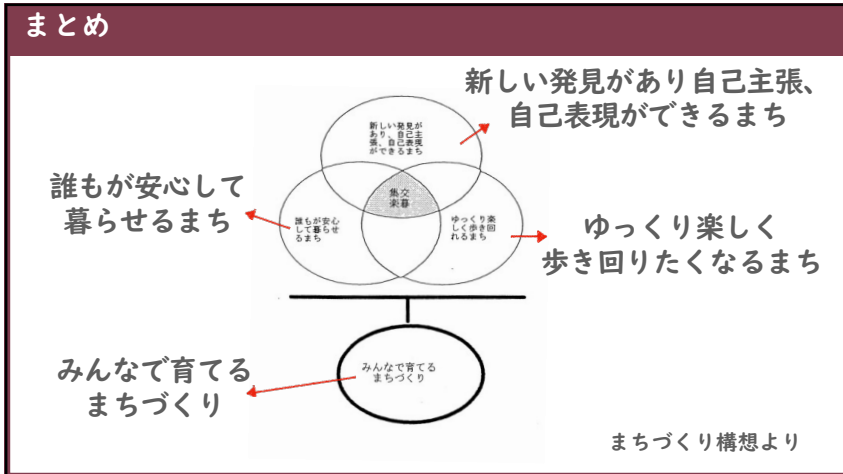 まとめ
新しい発見があり自己主張、
自己表現ができるまち
新しい発見が
あり、自己主
張、自己表現
ができるまち
誰もが安心して
暮らせるまち
集交
楽暮
誰もが安心
して暮らせ
るまち
ゆっくり楽
しく歩き回
れるまち
ゆっくり楽しく
歩き回りたくなるまち
みんなで育てる
まちづくり
みんなで育てる
まちづくり
まちづくり構想より